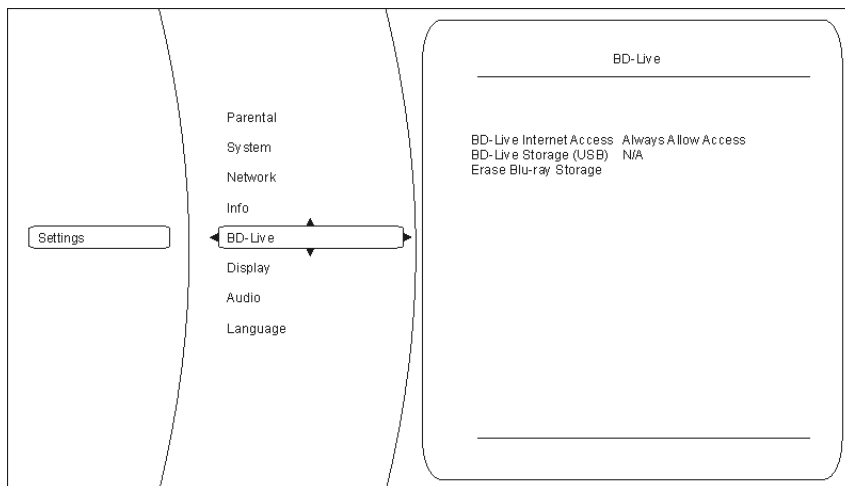 Settings
Parental
System
Network
Info
BD-Live
Display
Audio
Language
BD-Live
BD-Live Internet Access Always Allow Access
BD-Live Storage (USB) N/A
Erase Blu-ray Storage